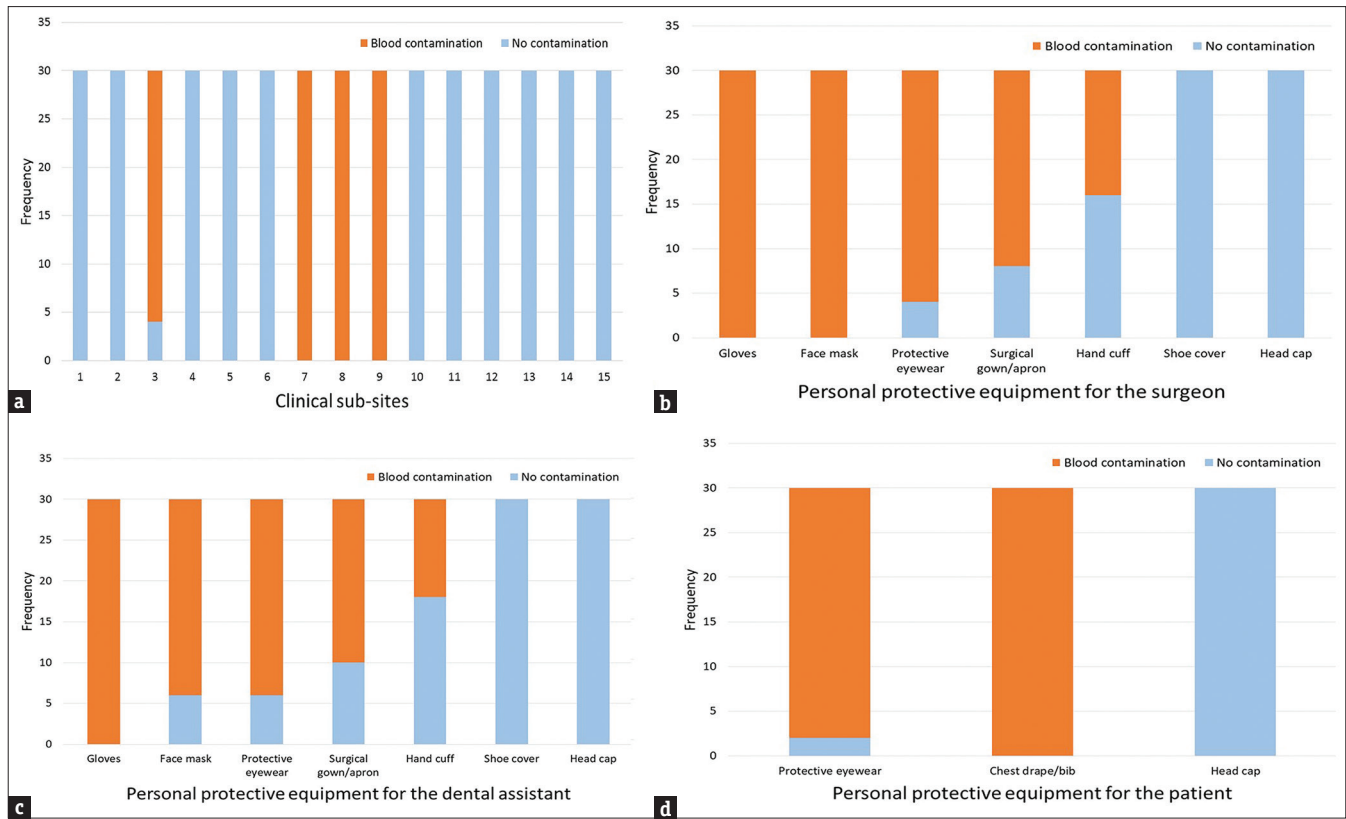 35
Blood contamination No contamination
30
25
20
15
10
5
0
Frequency
1 2 3 4 5 6 7 8 9 10 11 12 13 14 15
Clinical sub-sites
a
35
Blood contamination No contamination
30
25
20
15
10
5
0
Frequency
Gloves Face mask Protective eyewear Surgical gown/apron Hand cuff Shoe cover Head cap
Personal protective equipment for the surgeon
b
35
Blood contamination No contamination
30
25
20
15
10
5
0
Frequency
Gloves Face mask Protective eyewear Surgical gown/apron Hand cuff Shoe cover Head cap
Personal protective equipment for the dental assistant
c
35
Blood contamination No contamination
30
25
20
15
10
5
0
Frequency
Protective eyewear Chest drape/bib Head cap
Personal protective equipment for the patient
d